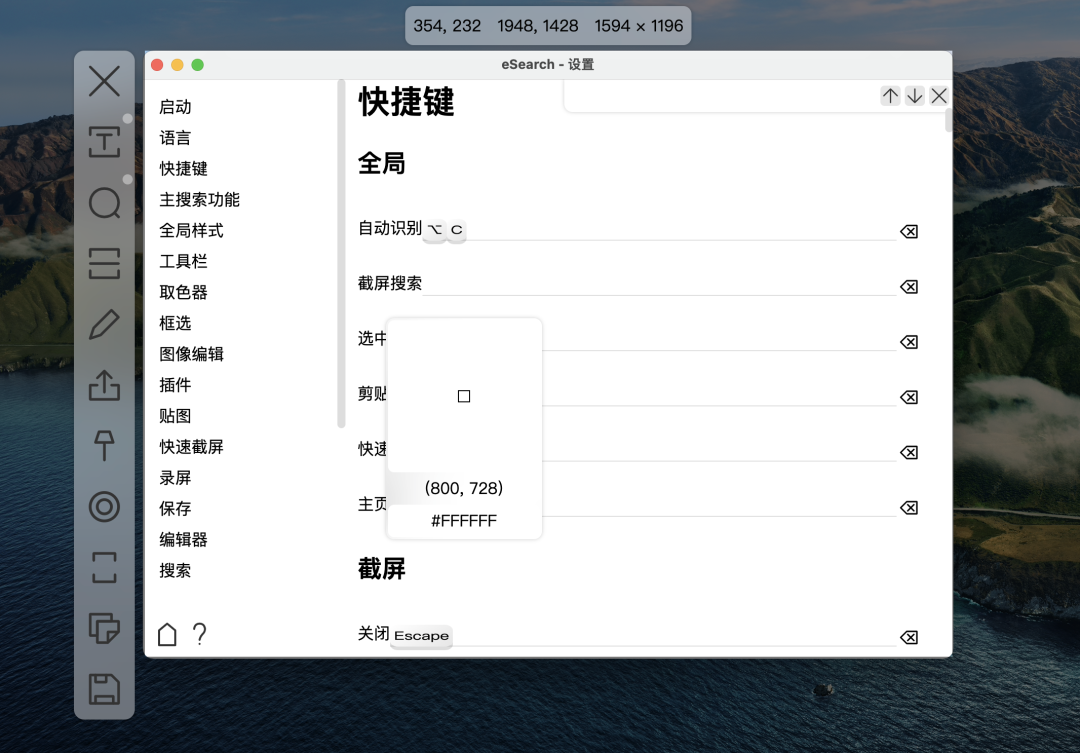 354, 232 1948, 1428 1594 × 1196
eSearch - 设置
启动
语言
快捷键
主搜索功能
全局样式
工具栏
取色器
框选
图像编辑
插件
贴图
快速截屏
录屏
保存
编辑器
搜索
快捷键
全局
自动识别 ⌥ C
截屏搜索
选中
剪贴
快速
主页
(800, 728)
#FFFFFF
截屏
关闭 Escape